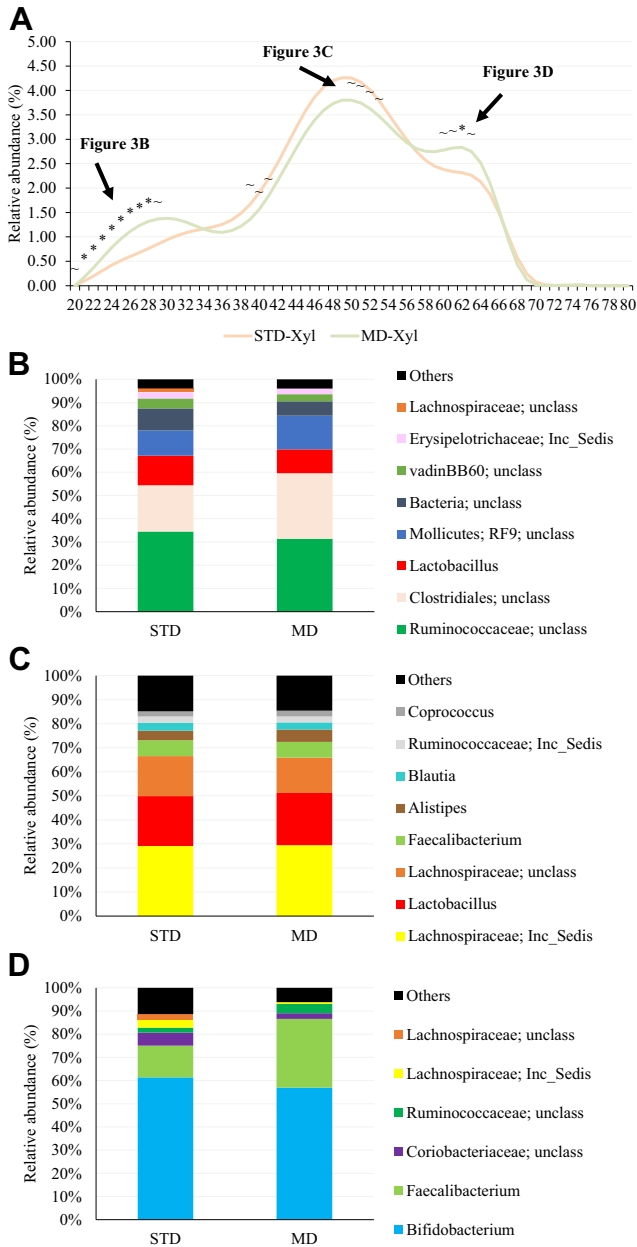 A
Relative abundance (%)
5.00
4.50
4.00
3.50
3.00
2.50
2.00
1.50
1.00
0.50
0.00
Figure 3B
Figure 3C
Figure 3D
~ * * * * * * * * ~
~ ~ ~
~ ~ ~ ~
~ ~ * ~
20 22 24 26 28 30 32 34 36 38 40 42 44 46 48 50 52 54 56 58 60 62 64 66 68 70 72 74 76 78 80
STD-Xyl MD-Xyl
B
Relative abundance (%)
100%
90%
80%
70%
60%
50%
40%
30%
20%
10%
0%
STD MD
Others
Lachnospiraceae; unclass
Erysipelotrichaceae; Inc_Sedis
vadinBB60; unclass
Bacteria; unclass
Mollicutes; RF9; unclass
Lactobacillus
Clostridiales; unclass
Ruminococcaceae; unclass
C
Relative abundance (%)
100%
90%
80%
70%
60%
50%
40%
30%
20%
10%
0%
STD MD
Others
Coprococcus
Ruminococcaceae; Inc_Sedis
Blautia
Alistipes
Faecalibacterium
Lachnospiraceae; unclass
Lactobacillus
Lachnospiraceae; Inc_Sedis
D
Relative abundance (%)
100%
90%
80%
70%
60%
50%
40%
30%
20%
10%
0%
STD MD
Others
Lachnospiraceae; unclass
Lachnospiraceae; Inc_Sedis
Ruminococcaceae; unclass
Coriobacteriaceae; unclass
Faecalibacterium
Bifidobacterium